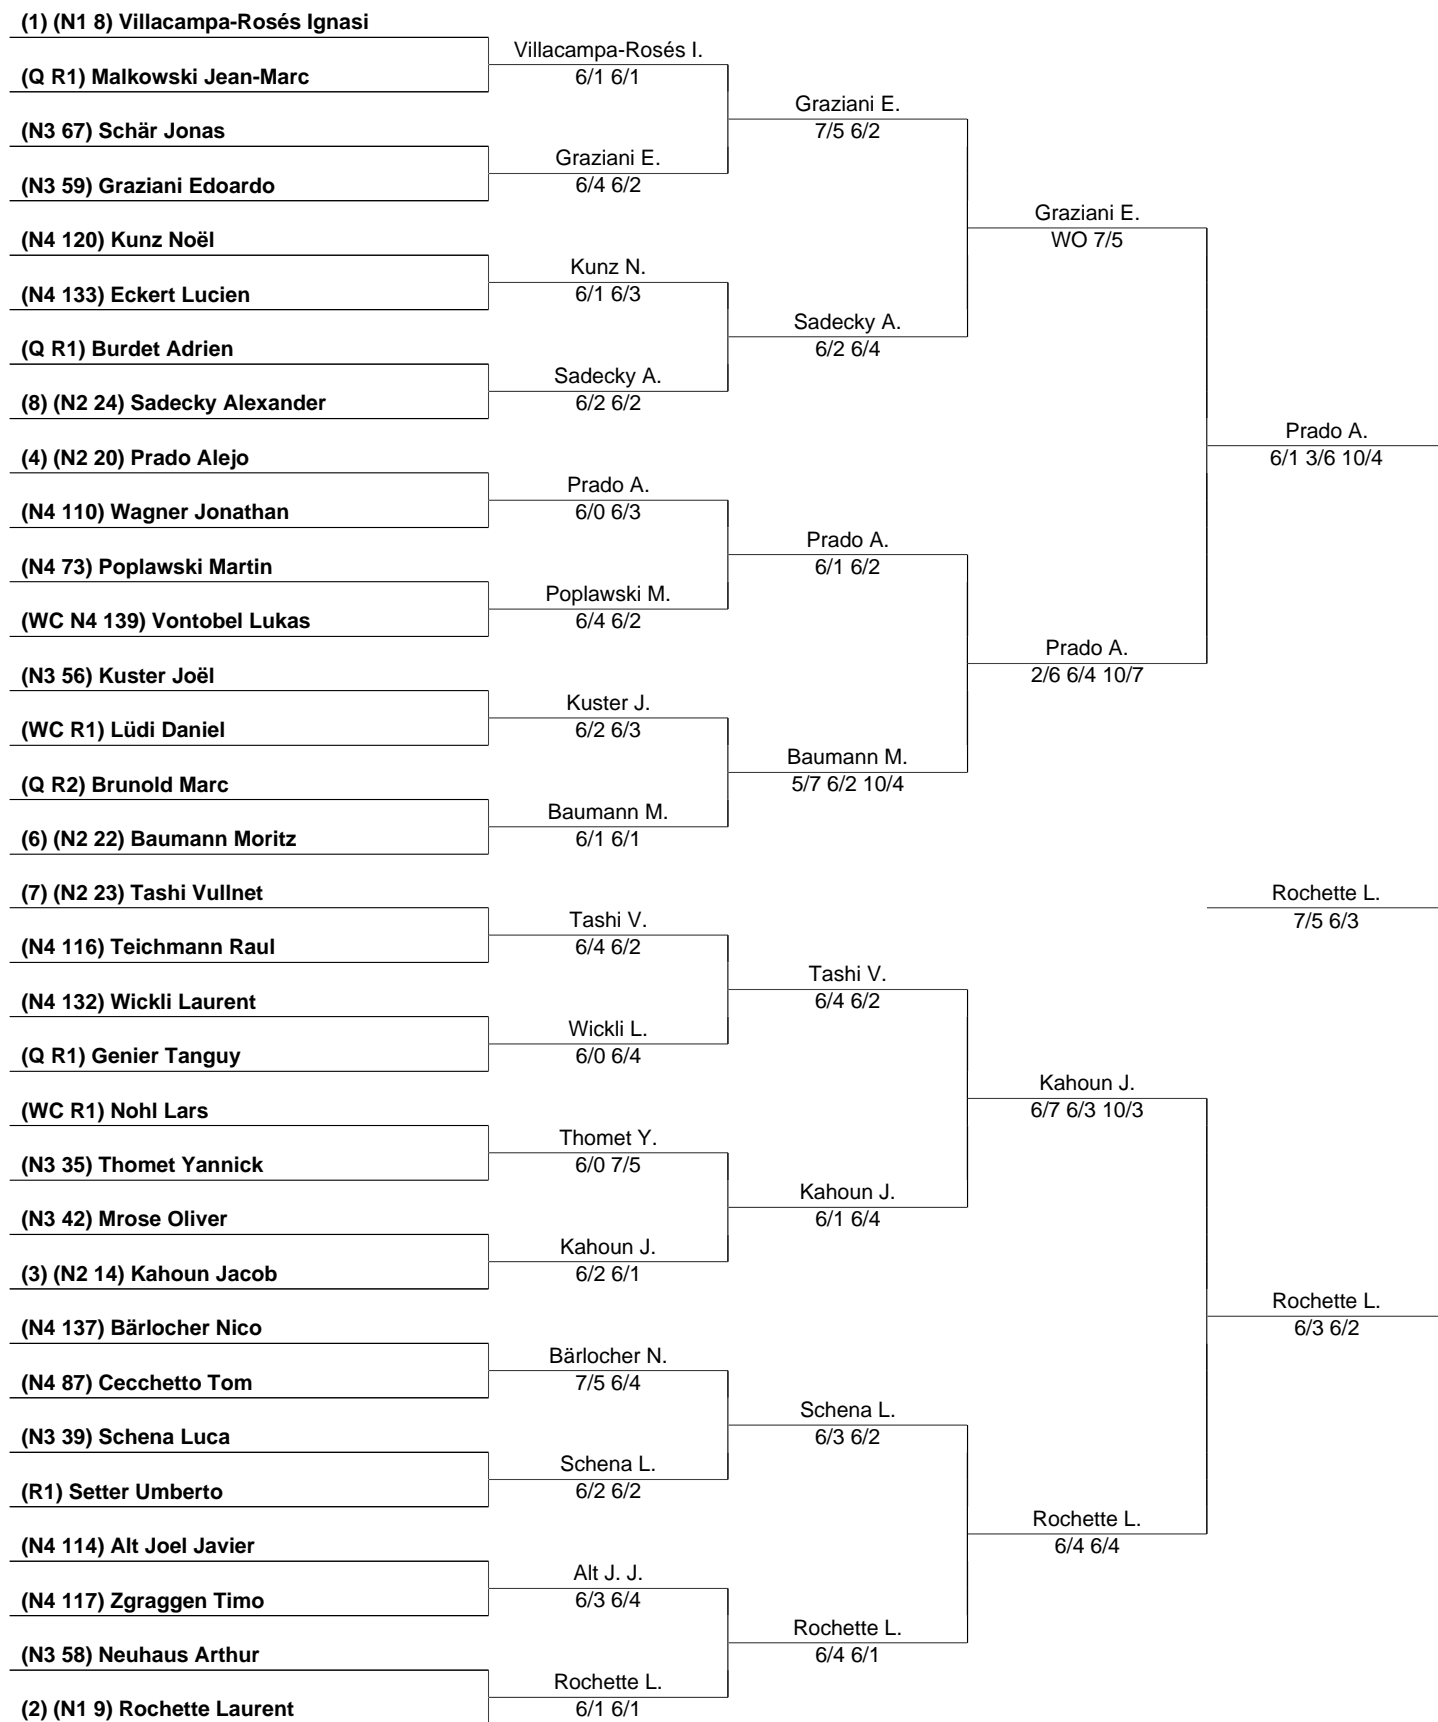 (1) (N1 8) Villacampa-Rosés Ignasi
(Q R1) Malkowski Jean-Marc
(N3 67) Schär Jonas
(N3 59) Graziani Edoardo
(N4 120) Kunz Noël
(N4 133) Eckert Lucien
(Q R1) Burdet Adrien
(8) (N2 24) Sadecky Alexander
(4) (N2 20) Prado Alejo
(N4 110) Wagner Jonathan
(N4 73) Poplawski Martin
(WC N4 139) Vontobel Lukas
(N3 56) Kuster Joël
(WC R1) Lüdi Daniel
(Q R2) Brunold Marc
(6) (N2 22) Baumann Moritz
(7) (N2 23) Tashi Vullnet
(N4 116) Teichmann Raul
(N4 132) Wickli Laurent
(Q R1) Genier Tanguy
(WC R1) Nohl Lars
(N3 35) Thomet Yannick
(N3 42) Mrose Oliver
(3) (N2 14) Kahoun Jacob
(N4 137) Bärlocher Nico
(N4 87) Cecchetto Tom
(N3 39) Schena Luca
(R1) Setter Umberto
(N4 114) Alt Joel Javier
(N4 117) Zgraggen Timo
(N3 58) Neuhaus Arthur
(2) (N1 9) Rochette Laurent
Villacampa-Rosés I.
6/1 6/1
Graziani E.
6/4 6/2
Kunz N.
6/1 6/3
Sadecky A.
6/2 6/2
Prado A.
6/0 6/3
Poplawski M.
6/4 6/2
Kuster J.
6/2 6/3
Baumann M.
6/1 6/1
Tashi V.
6/4 6/2
Wickli L.
6/0 6/4
Thomet Y.
6/0 7/5
Kahoun J.
6/2 6/1
Bärlocher N.
7/5 6/4
Schena L.
6/2 6/2
Alt J. J.
6/3 6/4
Rochette L.
6/1 6/1
Graziani E.
7/5 6/2
Sadecky A.
6/2 6/4
Prado A.
6/1 6/2
Baumann M.
5/7 6/2 10/4
Tashi V.
6/4 6/2
Kahoun J.
6/1 6/4
Schena L.
6/3 6/2
Rochette L.
6/4 6/1
Graziani E.
WO 7/5
Prado A.
2/6 6/4 10/7
Kahoun J.
6/7 6/3 10/3
Rochette L.
6/4 6/4
Prado A.
6/1 3/6 10/4
Rochette L.
7/5 6/3
Rochette L.
6/3 6/2